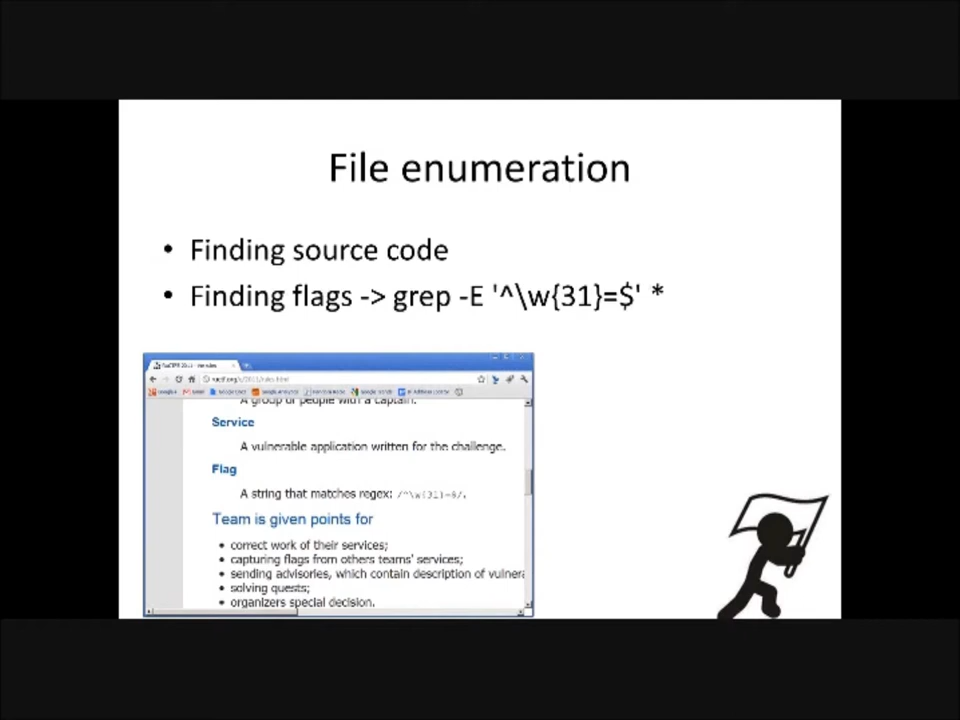 File enumeration
• Finding source code
• Finding flags -> grep -E '^\w{31}=$' *
A group of people with a captain.
Service
A vulnerable application written for the challenge.
Flag
A string that matches regex: /^\w{31}=$/.
Team is given points for
• correct work of their services;
• capturing flags from others teams' services;
• sending advisories, which contain description of vulnera
• solving quests;
• organizers special decision.